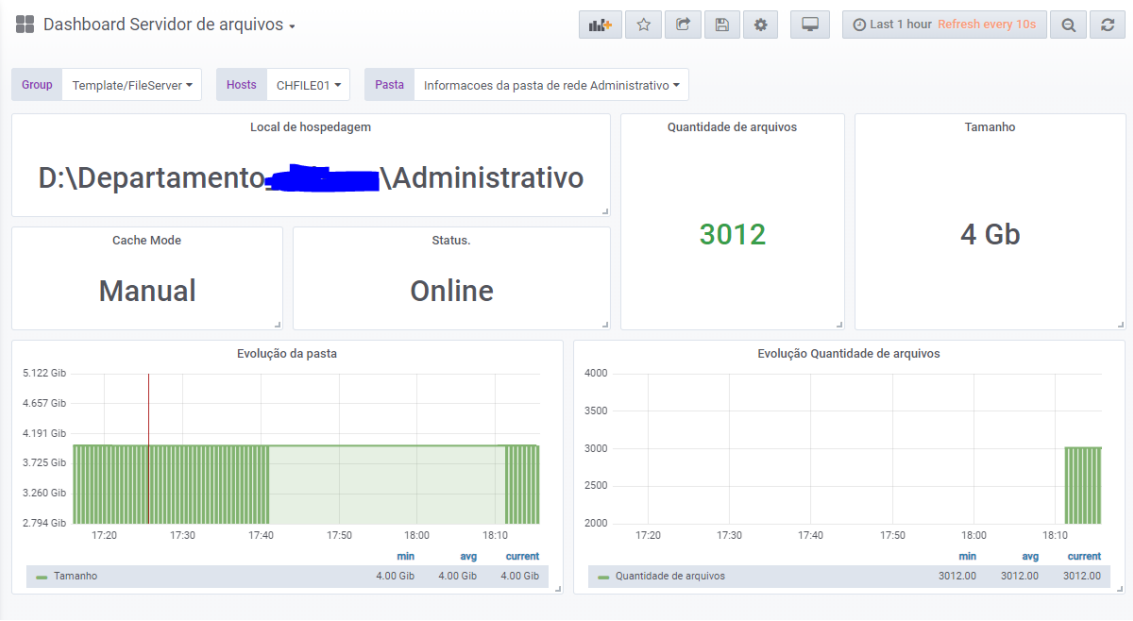 Dashboard Servidor de arquivos
Last 1 hour Refresh every 10s
Group Template/FileServer Hosts CHFILE01 Pasta Informacoes da pasta de rede Administrativo
Local de hospedagem
D:\Departamento_ \Administrativo
Quantidade de arquivos
3012
Tamanho
4 Gb
Cache Mode
Manual
Status.
Online
Evolução da pasta
5.122 Gib
4.657 Gib
4.191 Gib
3.725 Gib
3.260 Gib
2.794 Gib
17:20 17:30 17:40 17:50 18:00 18:10
min avg current
Tamanho 4.00 Gib 4.00 Gib 4.00 Gib
Evolução Quantidade de arquivos
4000
3500
3000
2500
2000
17:20 17:30 17:40 17:50 18:00 18:10
min avg current
Quantidade de arquivos 3012.00 3012.00 3012.00